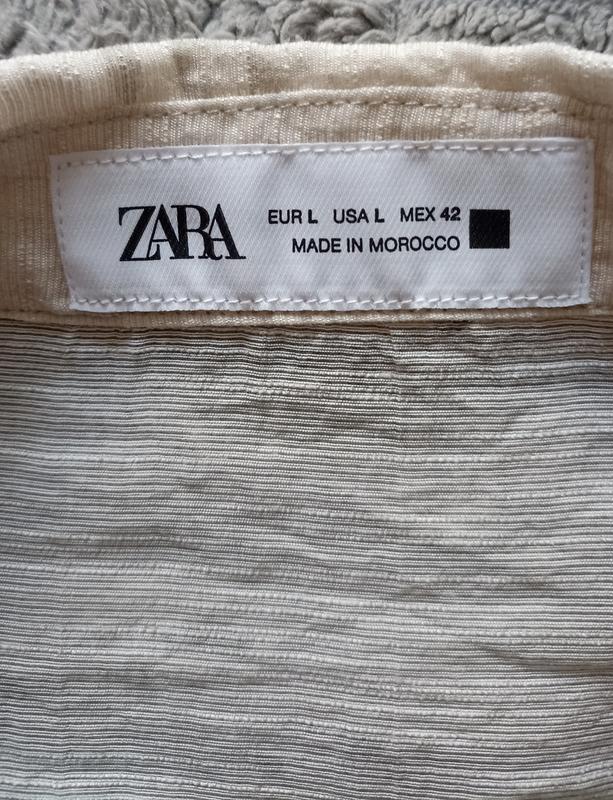 ZARA
EUR L USA L MEX 42
MADE IN MOROCCO